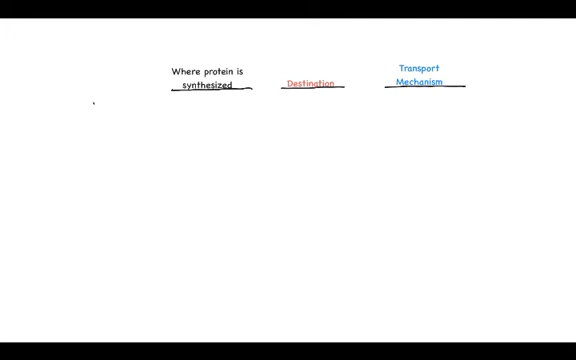 Where protein is
synthesized
Destination
Transport
Mechanism